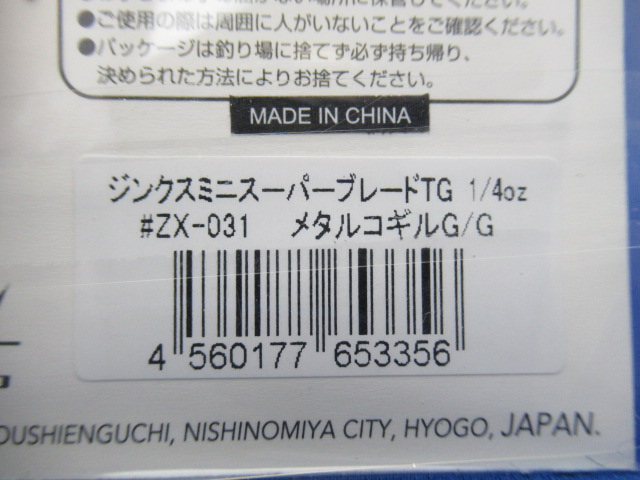 ●ご使用の際は周囲に人がいないことをご確認ください。
●パッケージは釣り場に捨てず必ず持ち帰り、
決められた方法によりお捨てください。
MADE IN CHINA
ジンクスミニスーパーブレードTG 1/4oz
#ZX-031 メタルコギルG/G
4 560177 653356
OUSHIENGUCHI, NISHINOMIYA CITY, HYOGO, JAPAN.